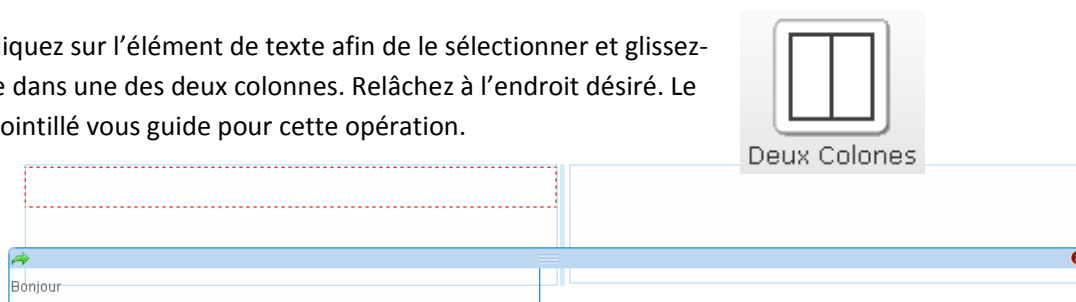 liquez sur l’élément de texte afin de le sélectionner et glissez-
e dans une des deux colonnes. Relâchez à l’endroit désiré. Le
ointillé vous guide pour cette opération.
Deux Colones
Bonjour